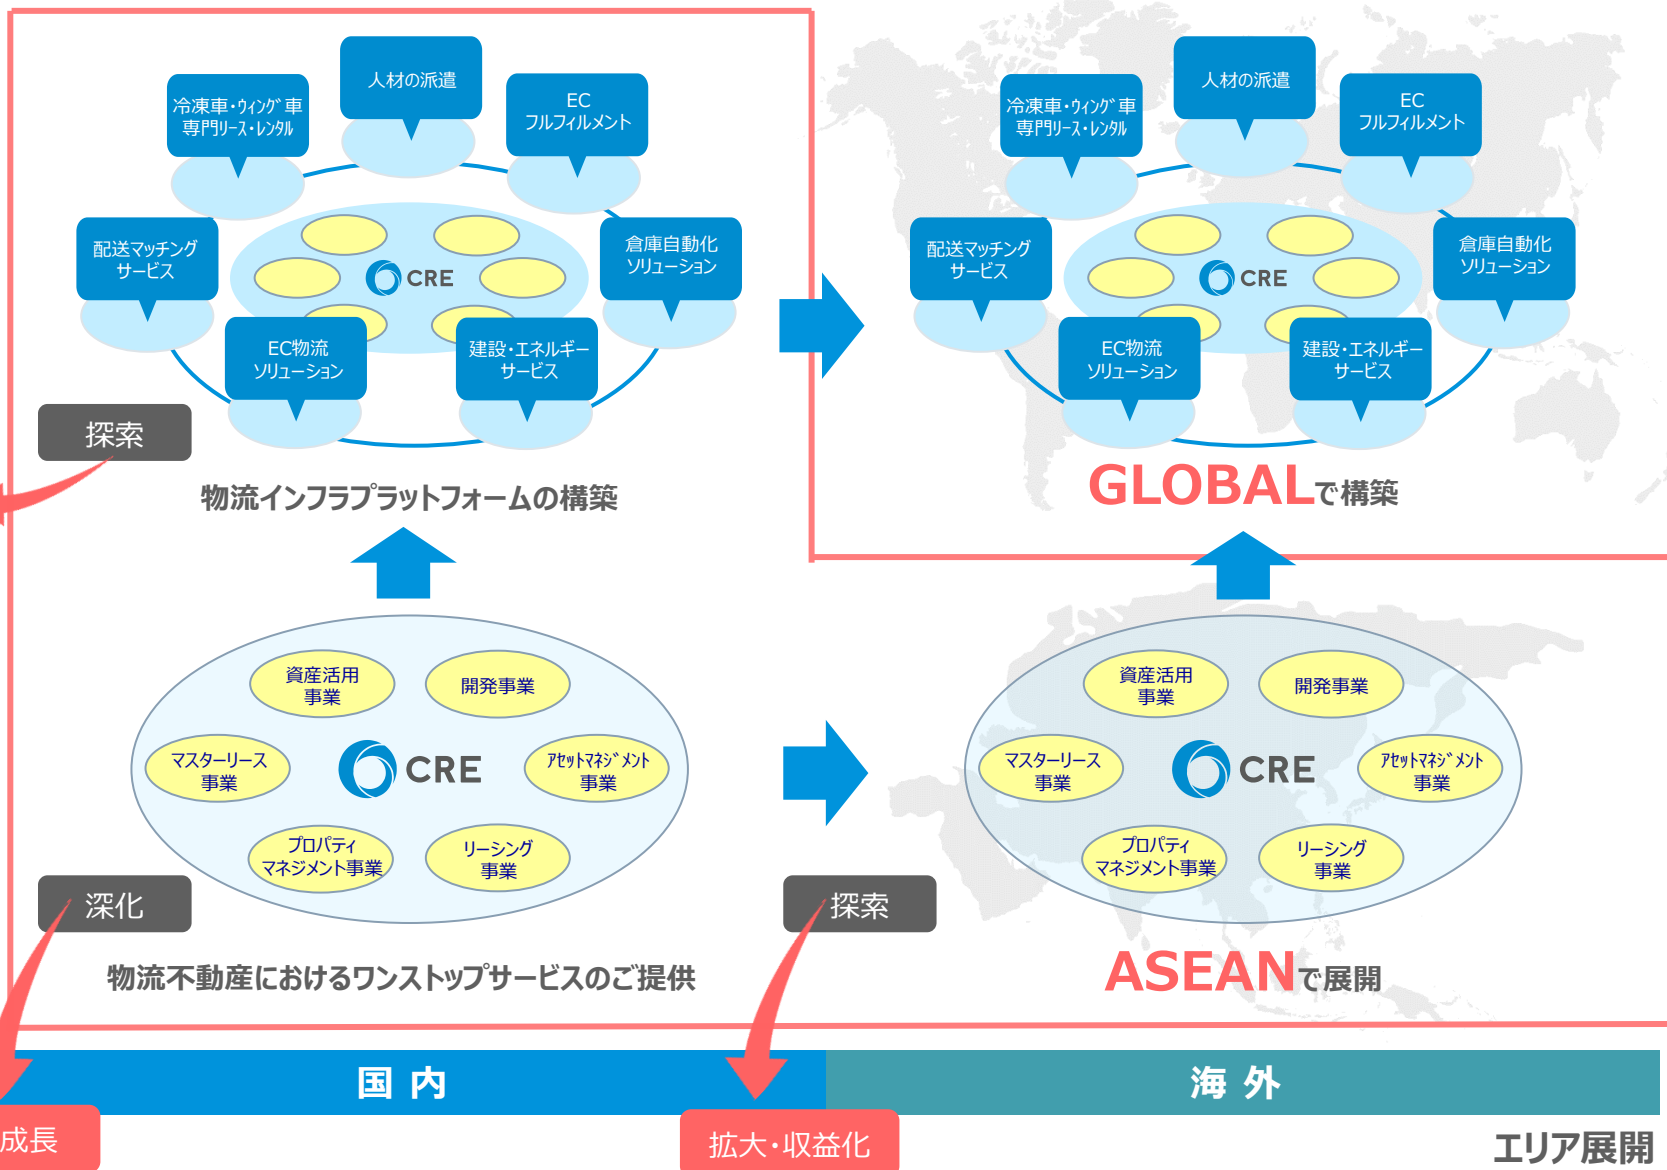 人材の派遣
冷凍車・ウィング車
専門リース・レンタル
EC
フルフィルメント
配送マッチング
サービス
倉庫自動化
ソリューション
CRE
EC物流
ソリューション
建設・エネルギー
サービス
探索
物流インフラプラットフォームの構築
人材の派遣
冷凍車・ウィング車
専門リース・レンタル
EC
フルフィルメント
配送マッチング
サービス
倉庫自動化
ソリューション
CRE
EC物流
ソリューション
建設・エネルギー
サービス
GLOBALで構築
資産活用
事業
開発事業
マスターリース
事業
CRE
アセットマネジメント
事業
プロパティ
マネジメント事業
リーシング
事業
深化
物流不動産におけるワンストップサービスのご提供
資産活用
事業
開発事業
マスターリース
事業
CRE
アセットマネジメント
事業
プロパティ
マネジメント事業
リーシング
事業
探索
ASEANで展開
国内
海外
成長
拡大・収益化
エリア展開